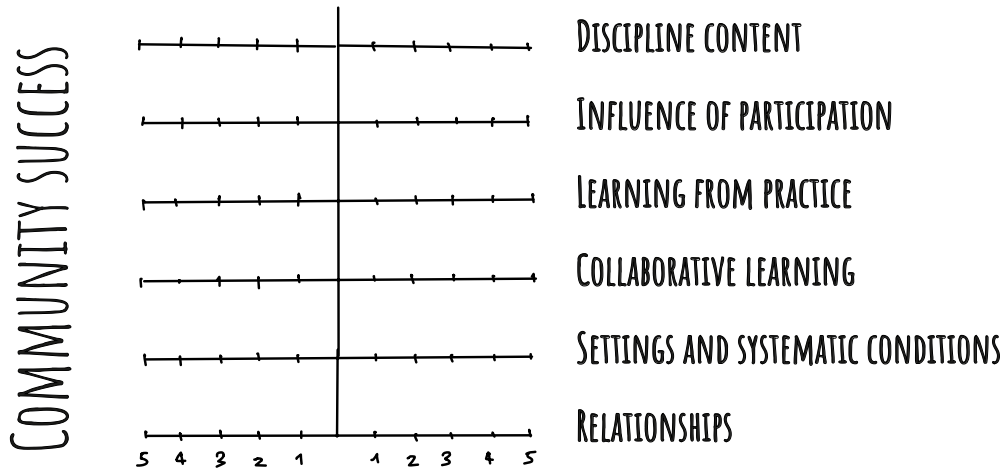 COMMUNITY SUCCESS
DISCIPLINE CONTENT
INFLUENCE OF PARTICIPATION
LEARNING FROM PRACTICE
COLLABORATIVE LEARNING
SETTINGS AND SYSTEMATIC CONDITIONS
RELATIONSHIPS
5 4 3 2 1 1 2 3 4 5